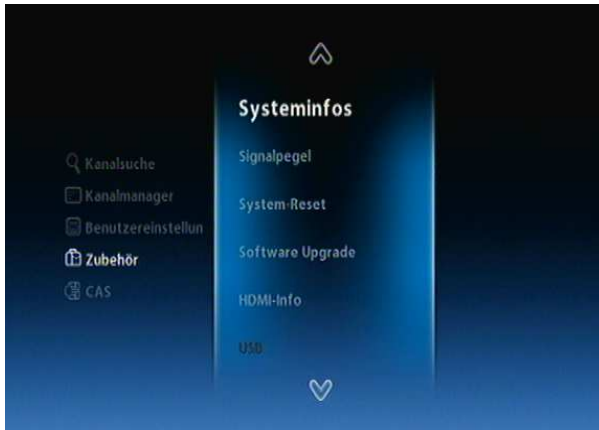 Kanalsuche
Kanalmanager
Benutzereinstellun
Zubehör
CAS
Systeminfos
Signalpegel
System-Reset
Software Upgrade
HDMI-Info
USB